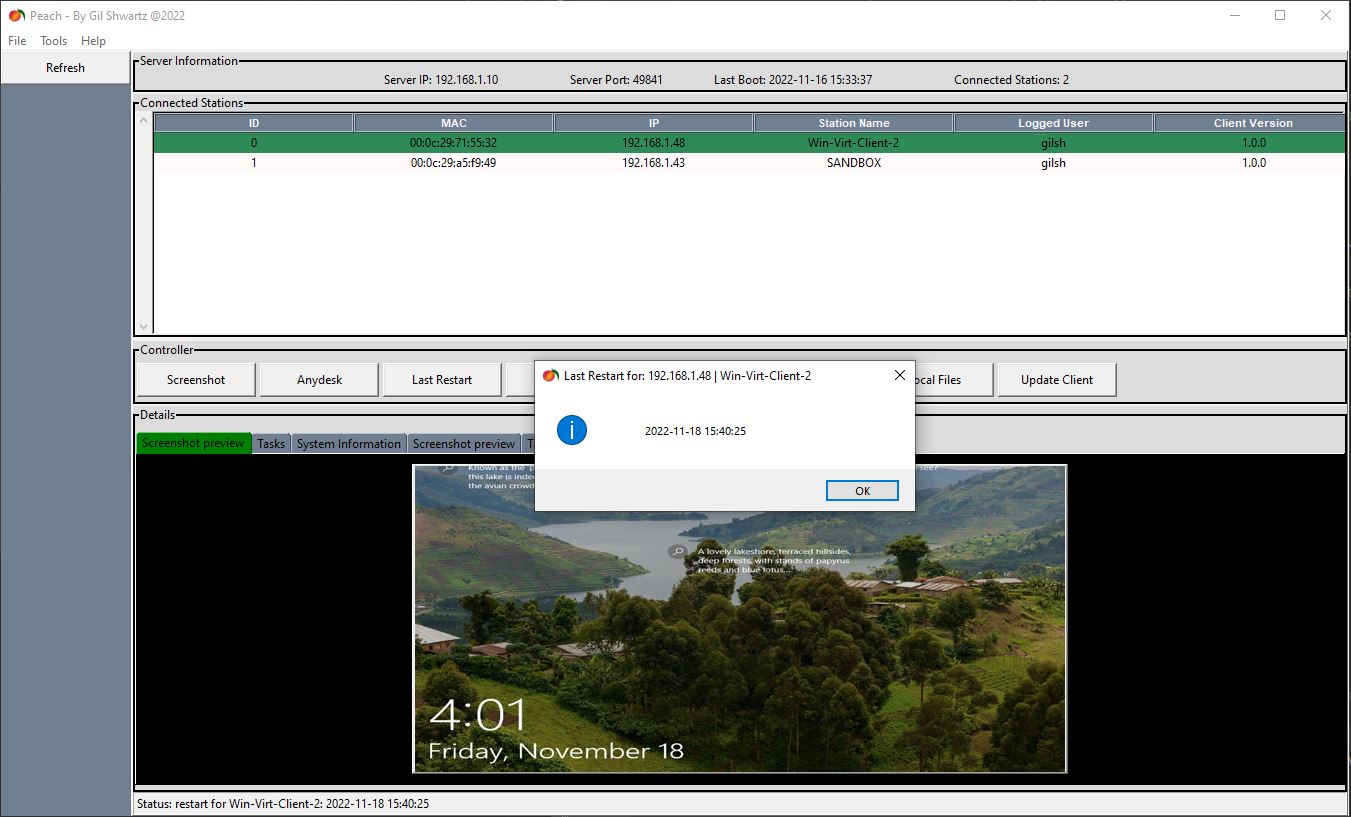 Peach - By Gil Shwartz @2022
File Tools Help
Refresh
Server Information
Server IP: 192.168.1.10 Server Port: 49841 Last Boot: 2022-11-16 15:33:37 Connected Stations: 2
Connected Stations
ID MAC IP Station Name Logged User Client Version
0 00:0c:29:71:55:32 192.168.1.48 Win-Virt-Client-2 gilsh 1.0.0
1 00:0c:29:a5:f9:49 192.168.1.43 SANDBOX gilsh 1.0.0
Controller
Screenshot Anydesk Last Restart Files Update Client
Last Restart for: 192.168.1.48 | Win-Virt-Client-2
2022-11-18 15:40:25
OK
Details
Screenshot preview Tasks System Information Screenshot preview
Known as the
this lake is
the avian
see?
A lovely lakeshore, terraced hillsides,
deep forests, with stands of papyrus
reeds and blue lotus...
4:01
Friday, November 18
Status: restart for Win-Virt-Client-2: 2022-11-18 15:40:25